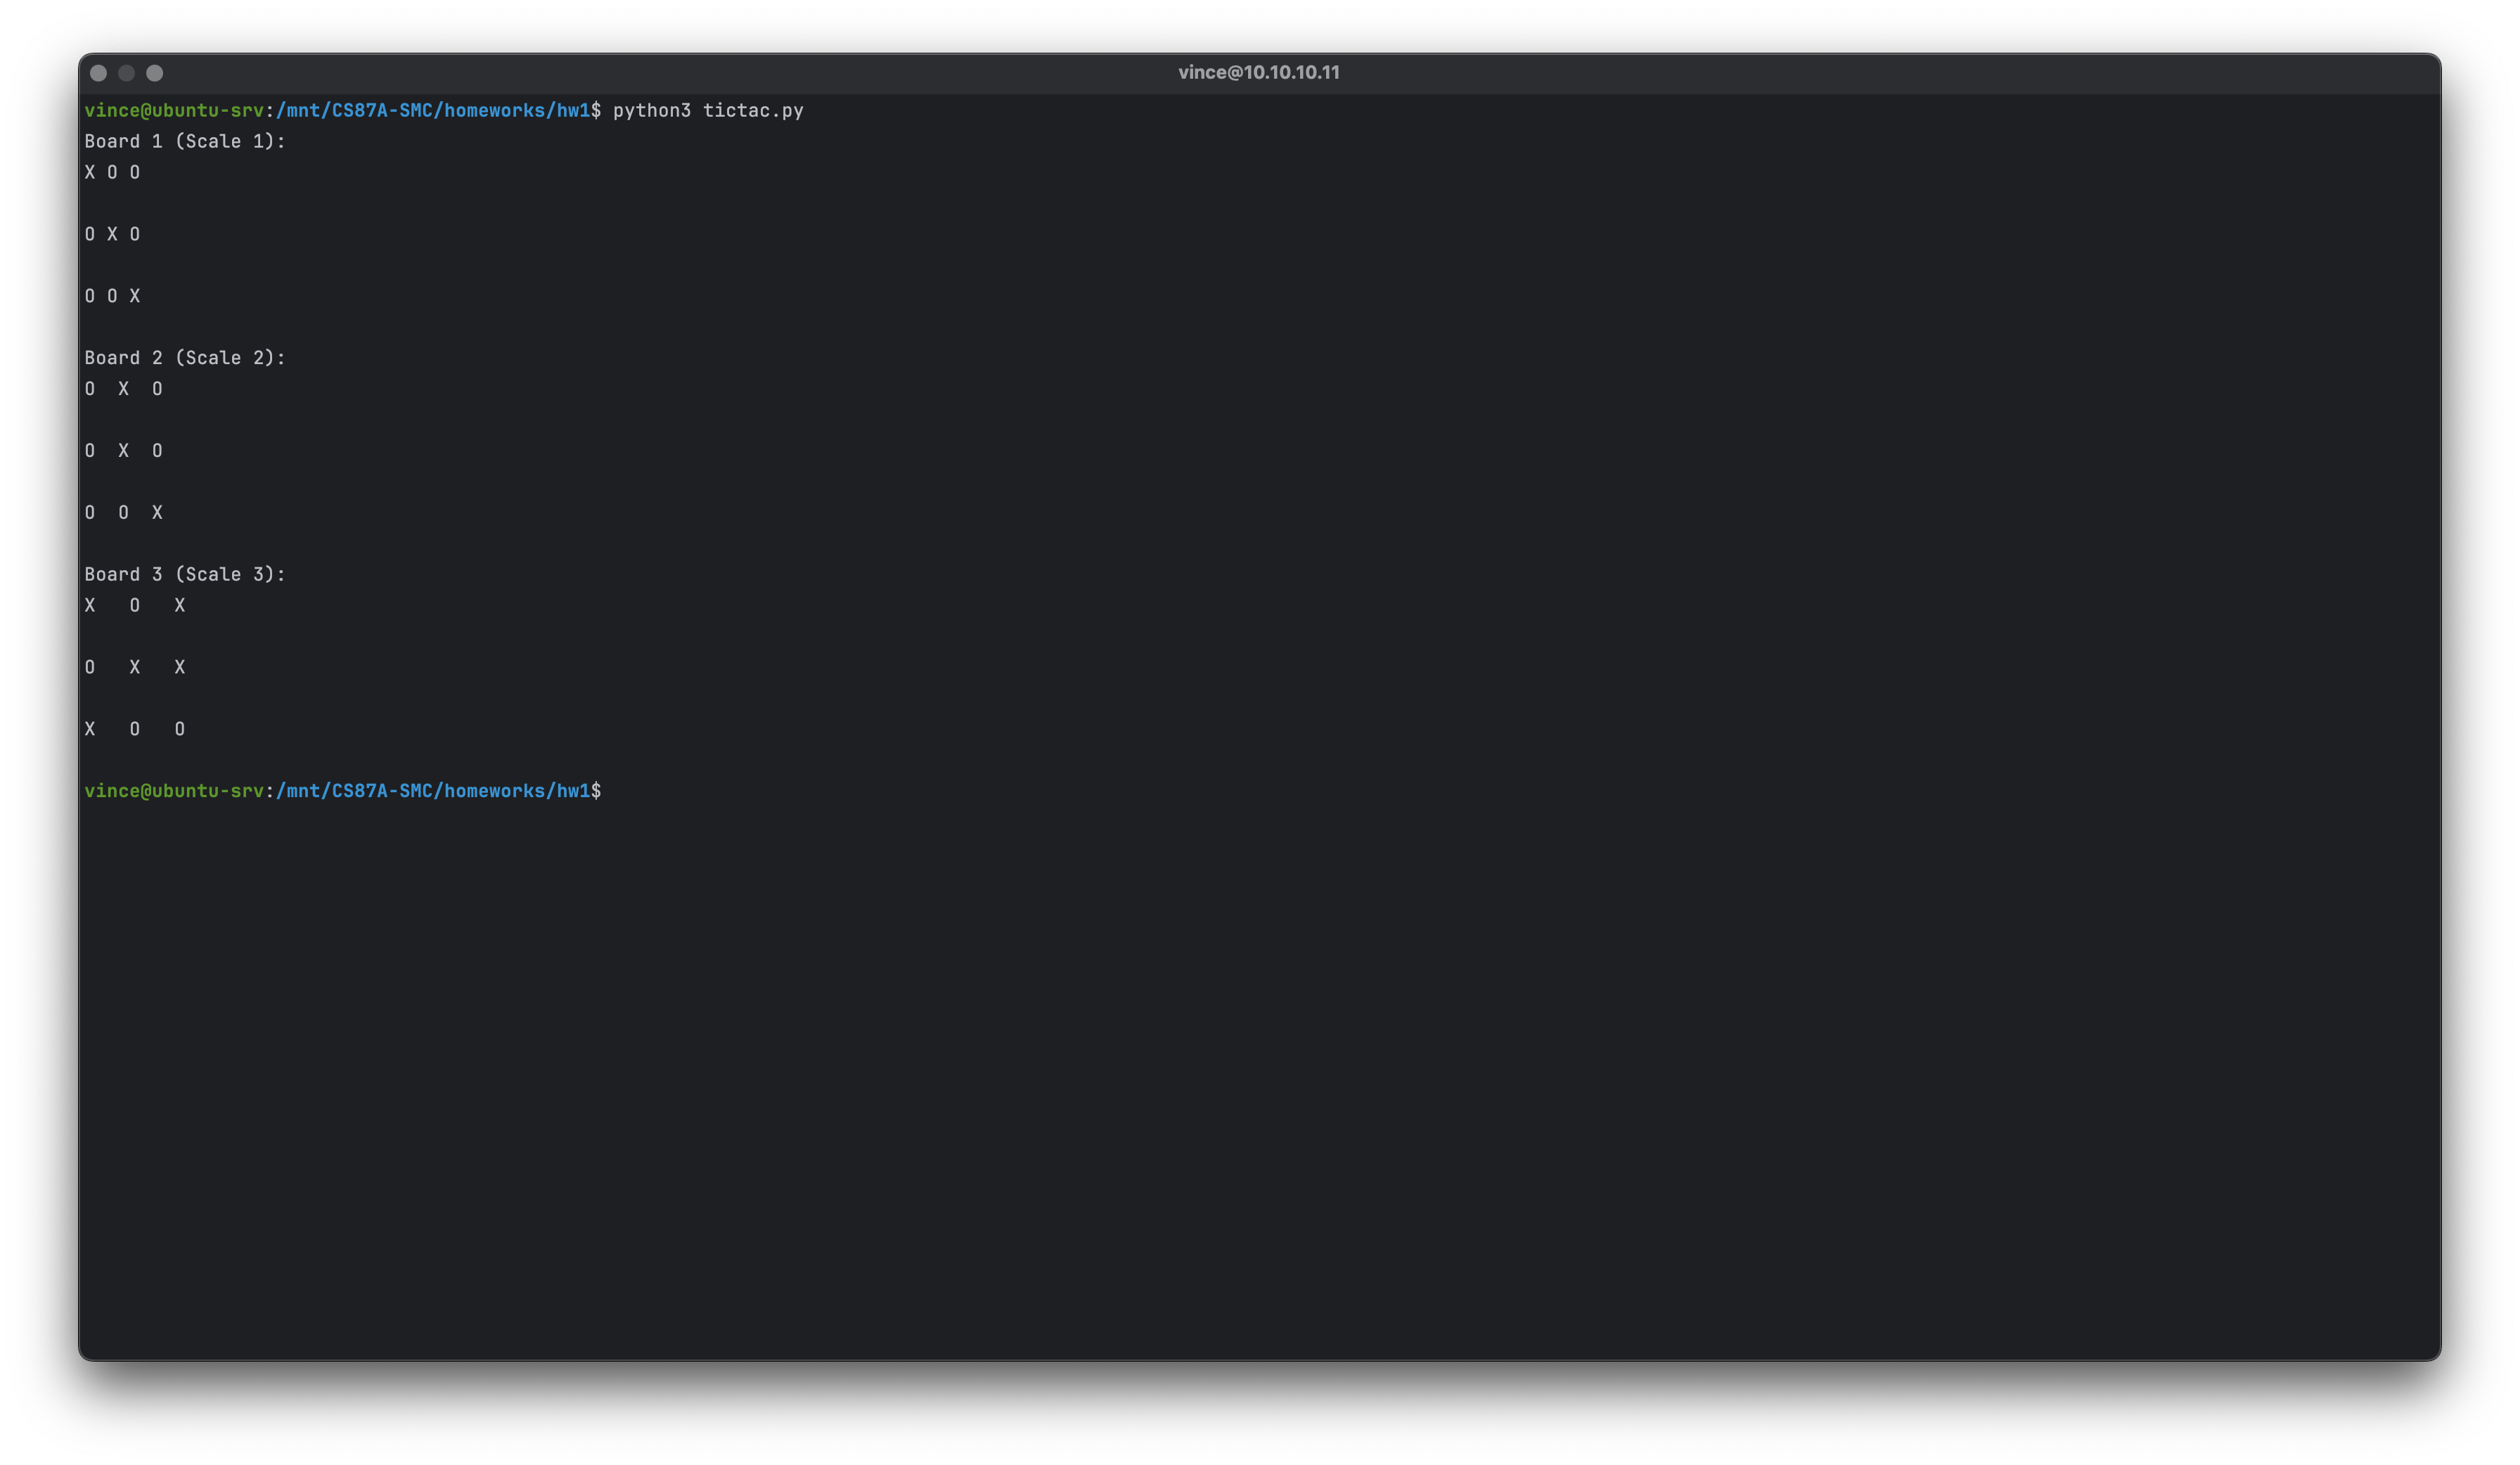 vince@10.10.10.11
vince@ubuntu-srv:/mnt/CS87A-SMC/homeworks/hw1$ python3 tictac.py
Board 1 (Scale 1):
X O O
O X O
O O X
Board 2 (Scale 2):
O  X  O
O  X  O
O  O  X
Board 3 (Scale 3):
X   O   X
O   X   X
X   O   O
vince@ubuntu-srv:/mnt/CS87A-SMC/homeworks/hw1$